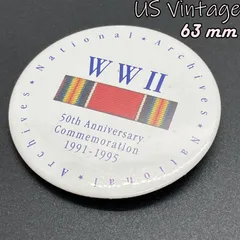 US Vintage
63 mm
• National • Archives • National • Archives
WWII
50th Anniversary
Commemoration
1991-1995